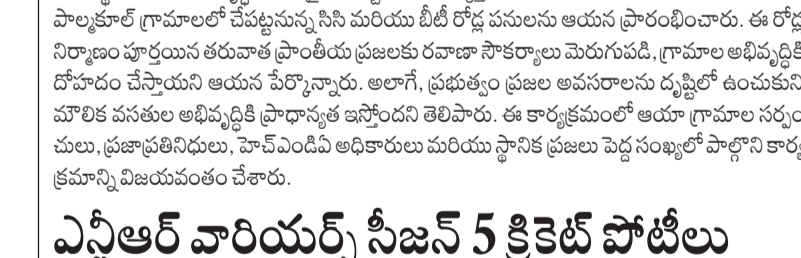 పాల్మకూల్ గ్రామాలలో చేపట్టనున్న సిసి మరియు బీటీ రోడ్ల పనులను ఆయన ప్రారంభించారు. ఈ రోడ్ల
నిర్మాణం పూర్తయిన తరువాత ప్రాంతీయ ప్రజలకు రవాణా సౌకర్యాలు మెరుగుపడి, గ్రామాల అభివృద్ధికి
దోహదం చేస్తాయని ఆయన పేర్కొన్నారు. అలాగే, ప్రభుత్వం ప్రజల అవసరాలను దృష్టిలో ఉంచుకుని
మౌలిక వసతుల అభివృద్ధికి ప్రాధాన్యత ఇస్తోందని తెలిపారు. ఈ కార్యక్రమంలో ఆయా గ్రామాల సర్పం
చులు, ప్రజాప్రతినిధులు, హెచ్ఎండిఏ అధికారులు మరియు స్థానిక ప్రజలు పెద్ద సంఖ్యలో పాల్గొని కార్య
క్రమాన్ని విజయవంతం చేశారు.
ఎన్సీఆర్ వారియర్స్ సీజన్ 5 క్రికెట్ పోటీలు